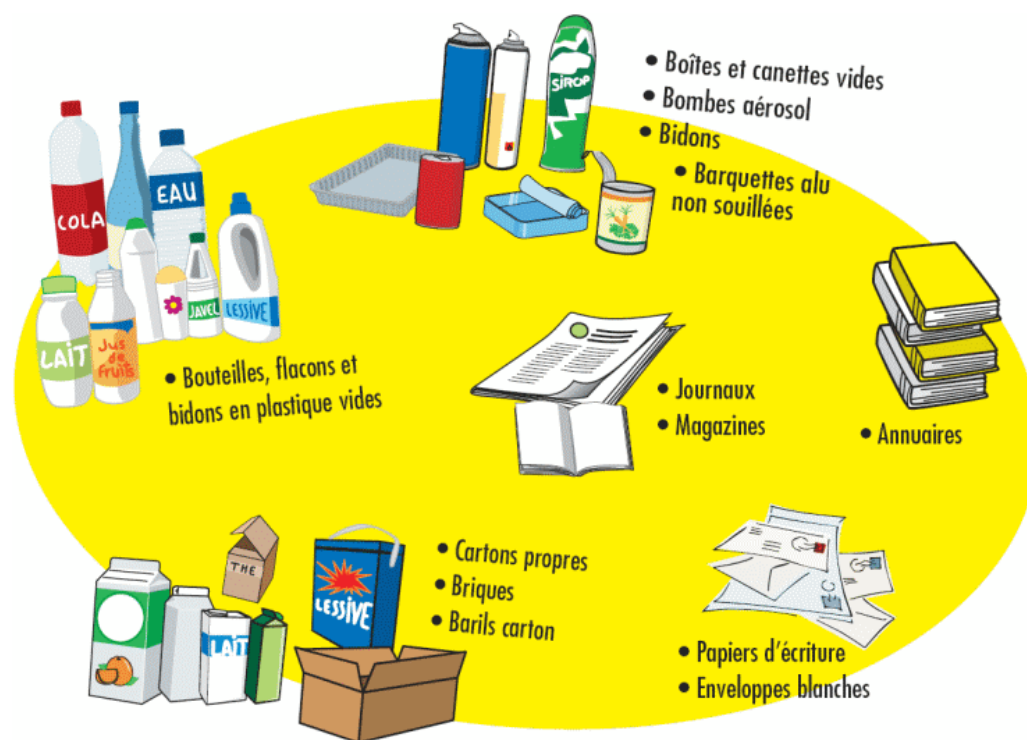 SIROP
• Boîtes et canettes vides
• Bombes aérosol
• Bidons
• Barquettes alu
non souillées
COLA
EAU
LAIT
Jus
de
fruits
JAVEL
LESSIVE
• Bouteilles, flacons et
bidons en plastique vides
• Journaux
• Magazines
• Annuaires
THE
LESSIVE
LAIT
• Cartons propres
• Briques
• Barils carton
• Papiers d'écriture
• Enveloppes blanches